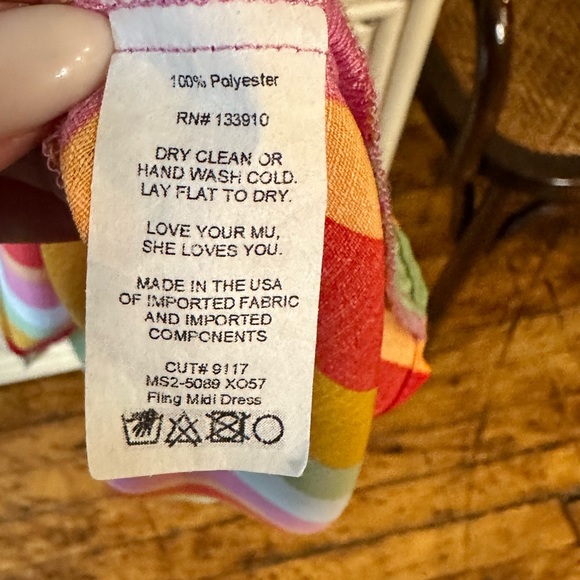 100% Polyester
RN# 133910
DRY CLEAN OR
HAND WASH COLD.
LAY FLAT TO DRY.
LOVE YOUR MU,
SHE LOVES YOU.
MADE IN THE USA
OF IMPORTED FABRIC
AND IMPORTED
COMPONENTS
CUT# 9117
MS2-5089 XO57
Fling Midi Dress